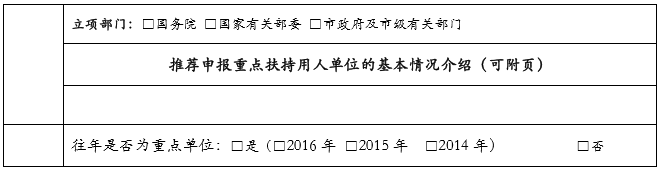 立项部门：□国务院 □国家有关部委 □市政府及市级有关部门
推荐申报重点扶持用人单位的基本情况介绍（可附页）
往年是否为重点单位：□是（□2016 年 □2015 年 □2014 年） □否